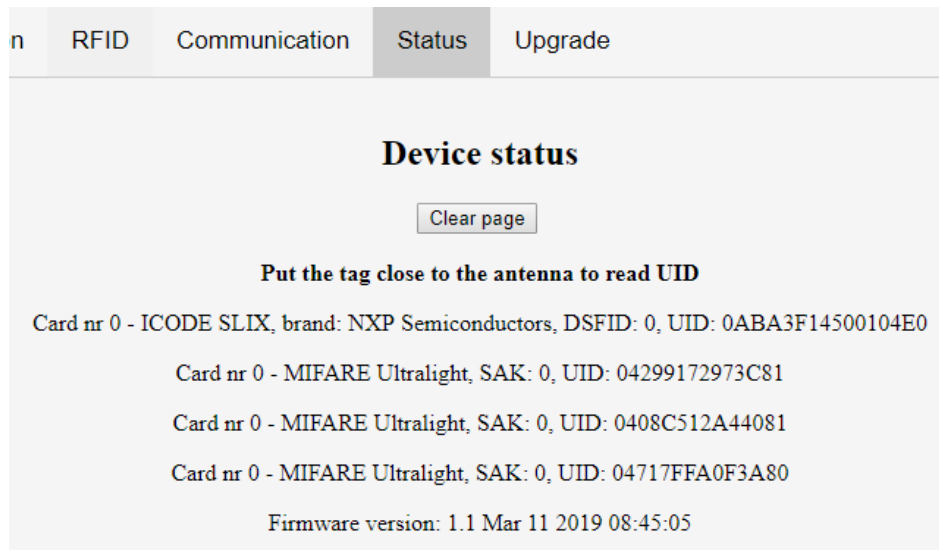 n RFID Communication Status Upgrade
Device status
Clear page
Put the tag close to the antenna to read UID
Card nr 0 - ICODE SLIX, brand: NXP Semiconductors, DSFID: 0, UID: 0ABA3F14500104E0
Card nr 0 - MIFARE Ultralight, SAK: 0, UID: 04299172973C81
Card nr 0 - MIFARE Ultralight, SAK: 0, UID: 0408C512A44081
Card nr 0 - MIFARE Ultralight, SAK: 0, UID: 04717FFA0F3A80
Firmware version: 1.1 Mar 11 2019 08:45:05